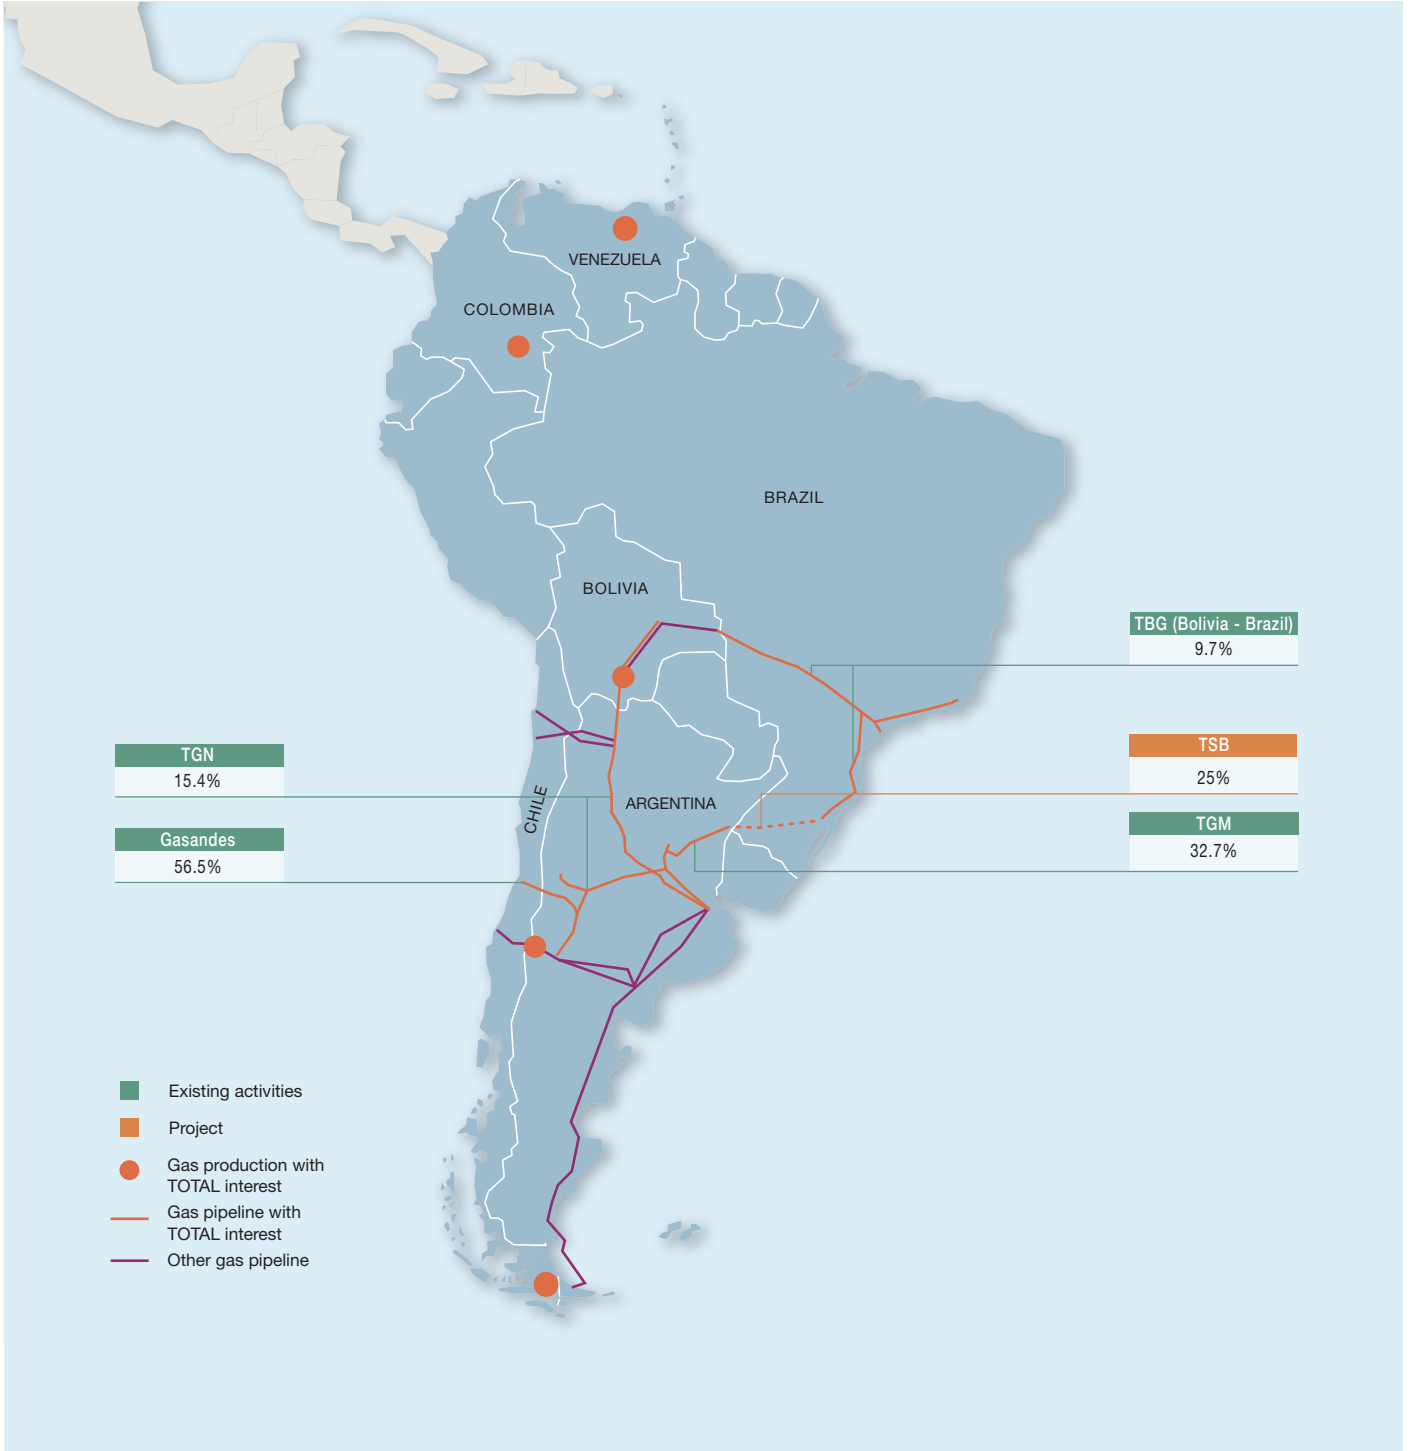 VENEZUELA
COLOMBIA
BRAZIL
BOLIVIA
TBG (Bolivia - Brazil)
9.7%
TGN
15.4%
TSB
25%
CHILE
ARGENTINA
TGM
32.7%
Gasandes
56.5%
Existing activities
Project
Gas production with
TOTAL interest
Gas pipeline with
TOTAL interest
Other gas pipeline